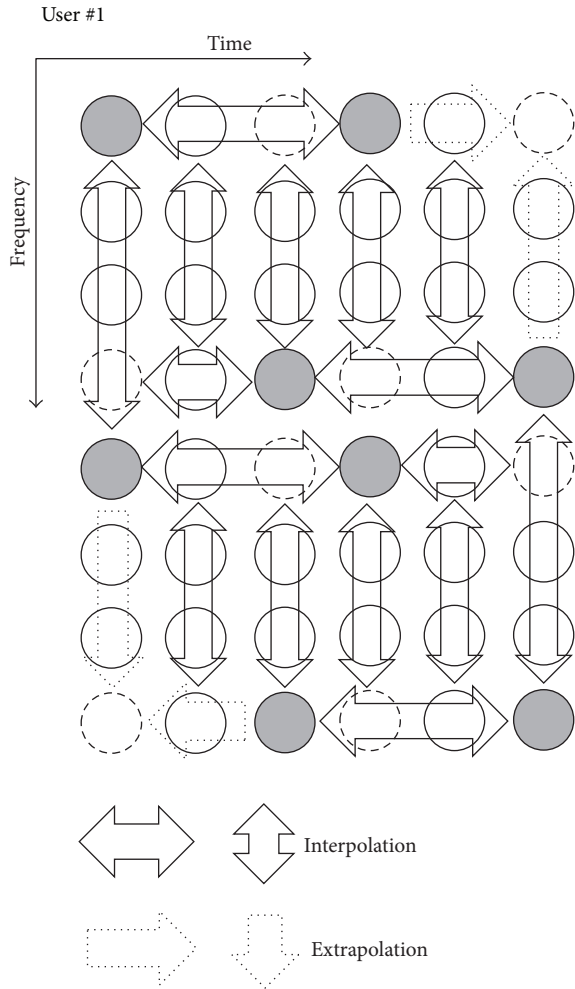 User #1
Time
Frequency
Interpolation
Extrapolation